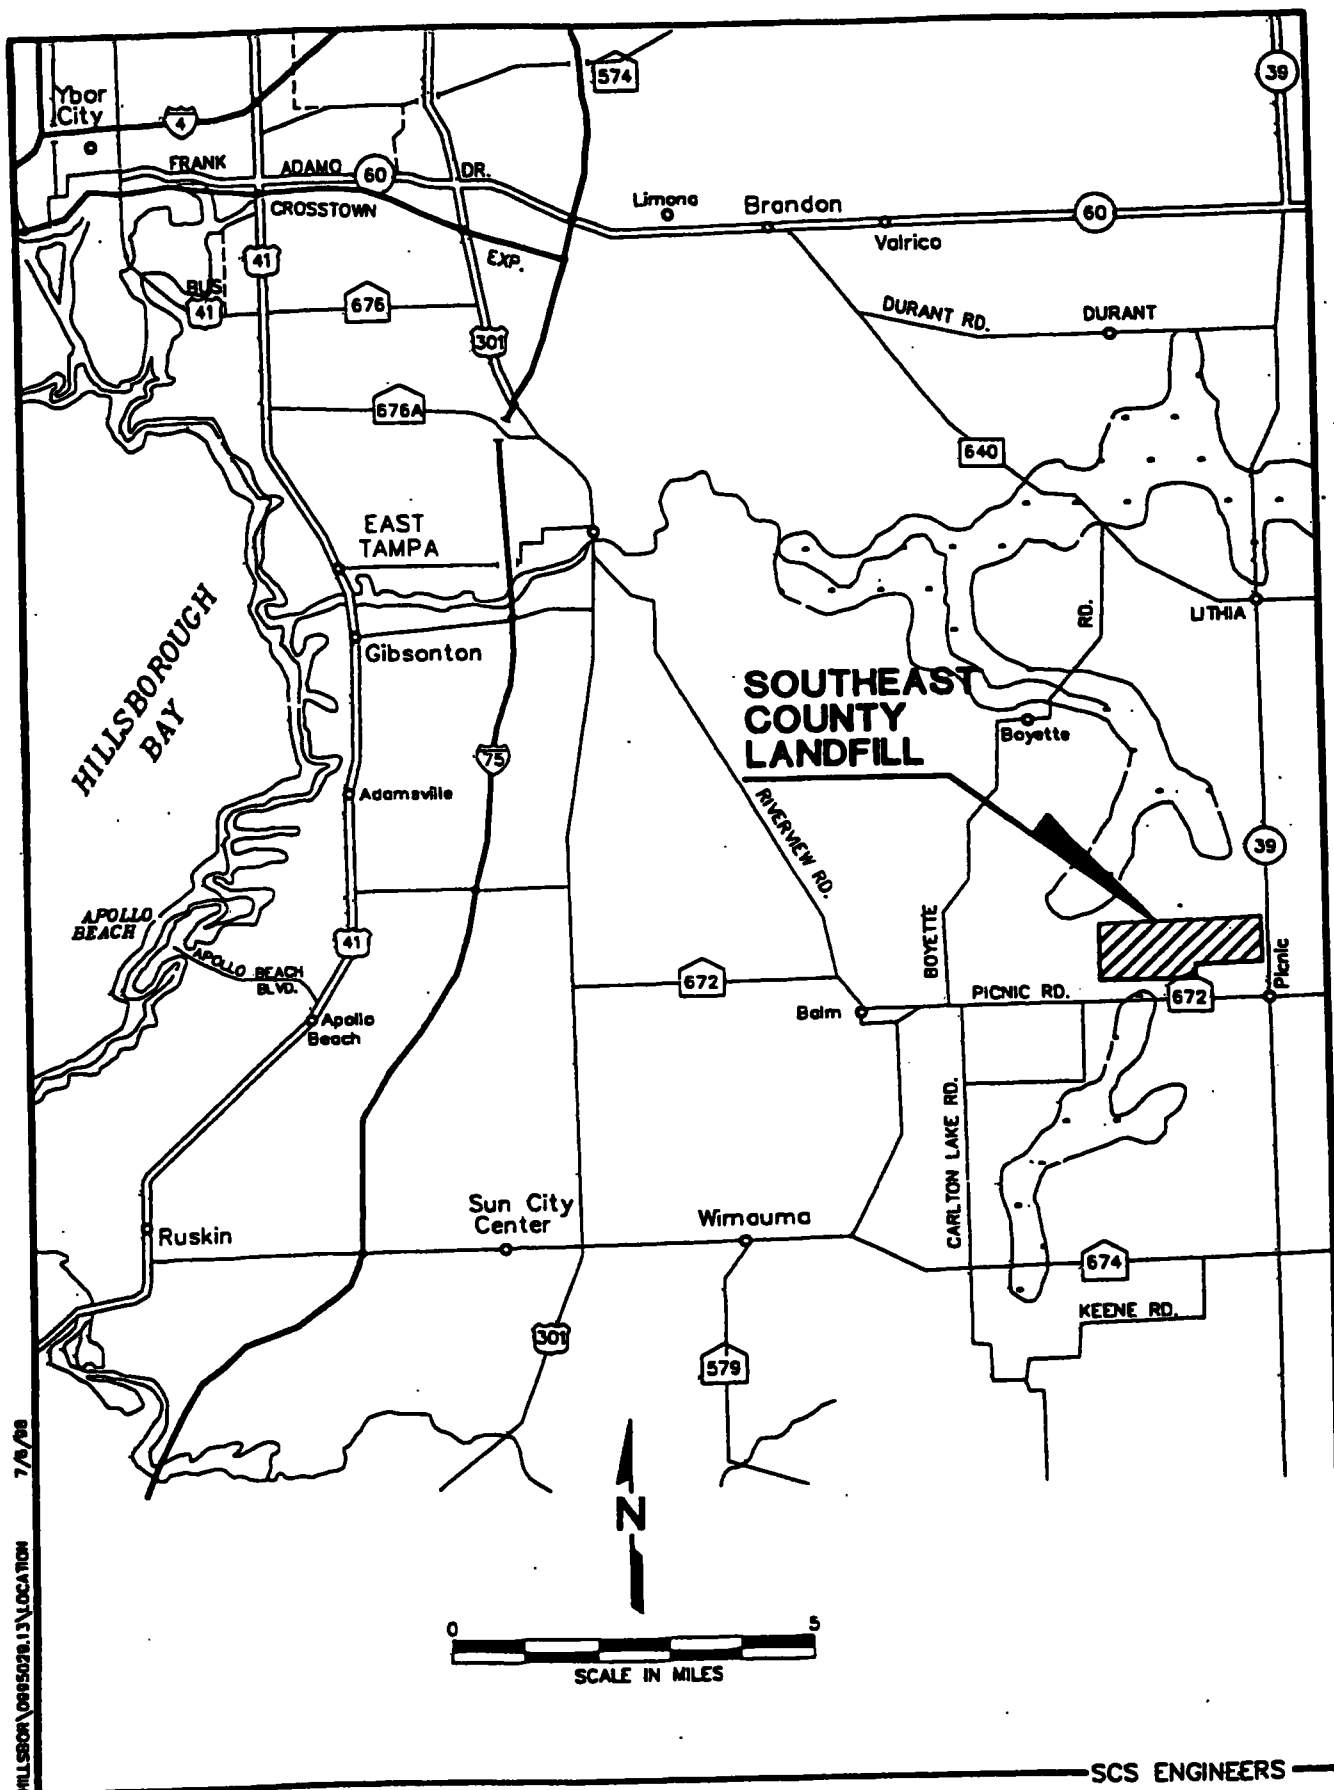 574
39
Ybor
City
4
FRANK
ADAMO
60
DR.
CROSSTOWN
Limona
Brandon
60
Valrico
41
EXP.
BUS
41
676
301
DURANT RD.
DURANT
676A
640
EAST
TAMPA
HILLSBOROUGH
BAY
RD.
LITHIA
Gibsonton
SOUTHEAST
COUNTY
LANDFILL
Boyette
75
Adamsville
RIVERVIEW RD.
39
APOLLO
BEACH
BOYETTE
41
APOLLO BEACH
BLVD.
672
PICNIC RD.
672
Picnic
Balm
Apollo
Beach
CARLTON LAKE RD.
Sun City
Center
Wimauma
Ruskin
674
KEENE RD.
301
579
N
0 5
SCALE IN MILES
SCS ENGINEERS